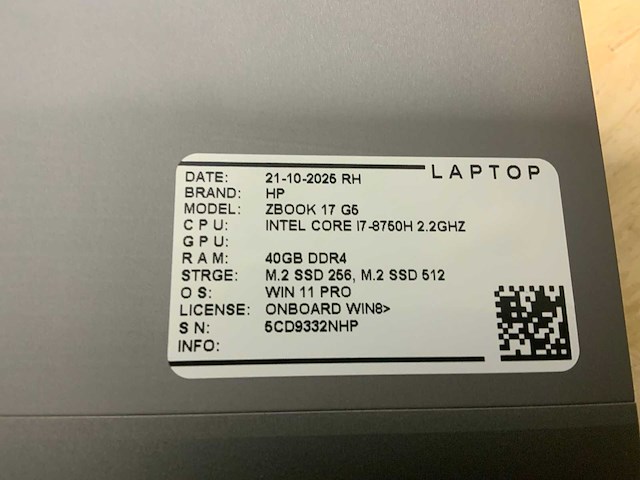 LAPTOP
DATE: 21-10-2025 RH
BRAND: HP
MODEL: ZBOOK 17 G5
CPU: INTEL CORE I7-8750H 2.2GHZ
GPU:
RAM: 40GB DDR4
STRGE: M.2 SSD 256, M.2 SSD 512
OS: WIN 11 PRO
LICENSE: ONBOARD WIN8>
SN: 5CD9332NHP
INFO: